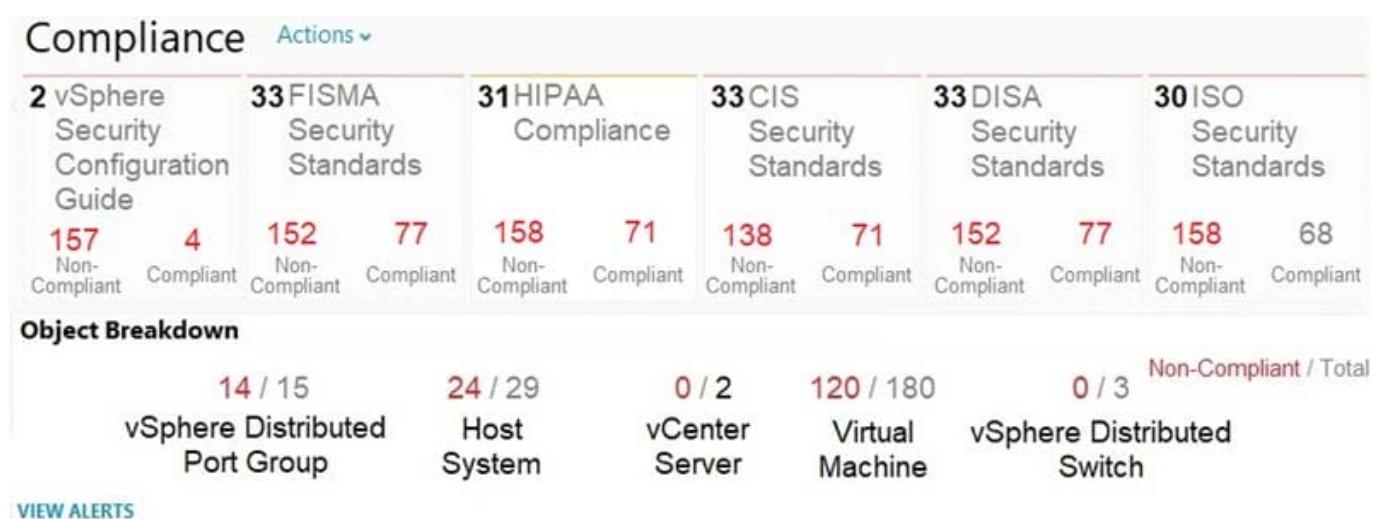 Compliance Actions
2 vSphere Security Configuration Guide
157 Non-Compliant 4 Compliant
33 FISMA Security Standards
152 Non-Compliant 77 Compliant
31 HIPAA Compliance
158 Non-Compliant 71 Compliant
33 CIS Security Standards
138 Non-Compliant 71 Compliant
33 DISA Security Standards
152 Non-Compliant 77 Compliant
30 ISO Security Standards
158 Non-Compliant 68 Compliant
Object Breakdown
Non-Compliant / Total
14 / 15
vSphere Distributed
Port Group
24 / 29
Host
System
0 / 2
vCenter
Server
120 / 180
Virtual
Machine
0 / 3
vSphere Distributed
Switch
VIEW ALERTS